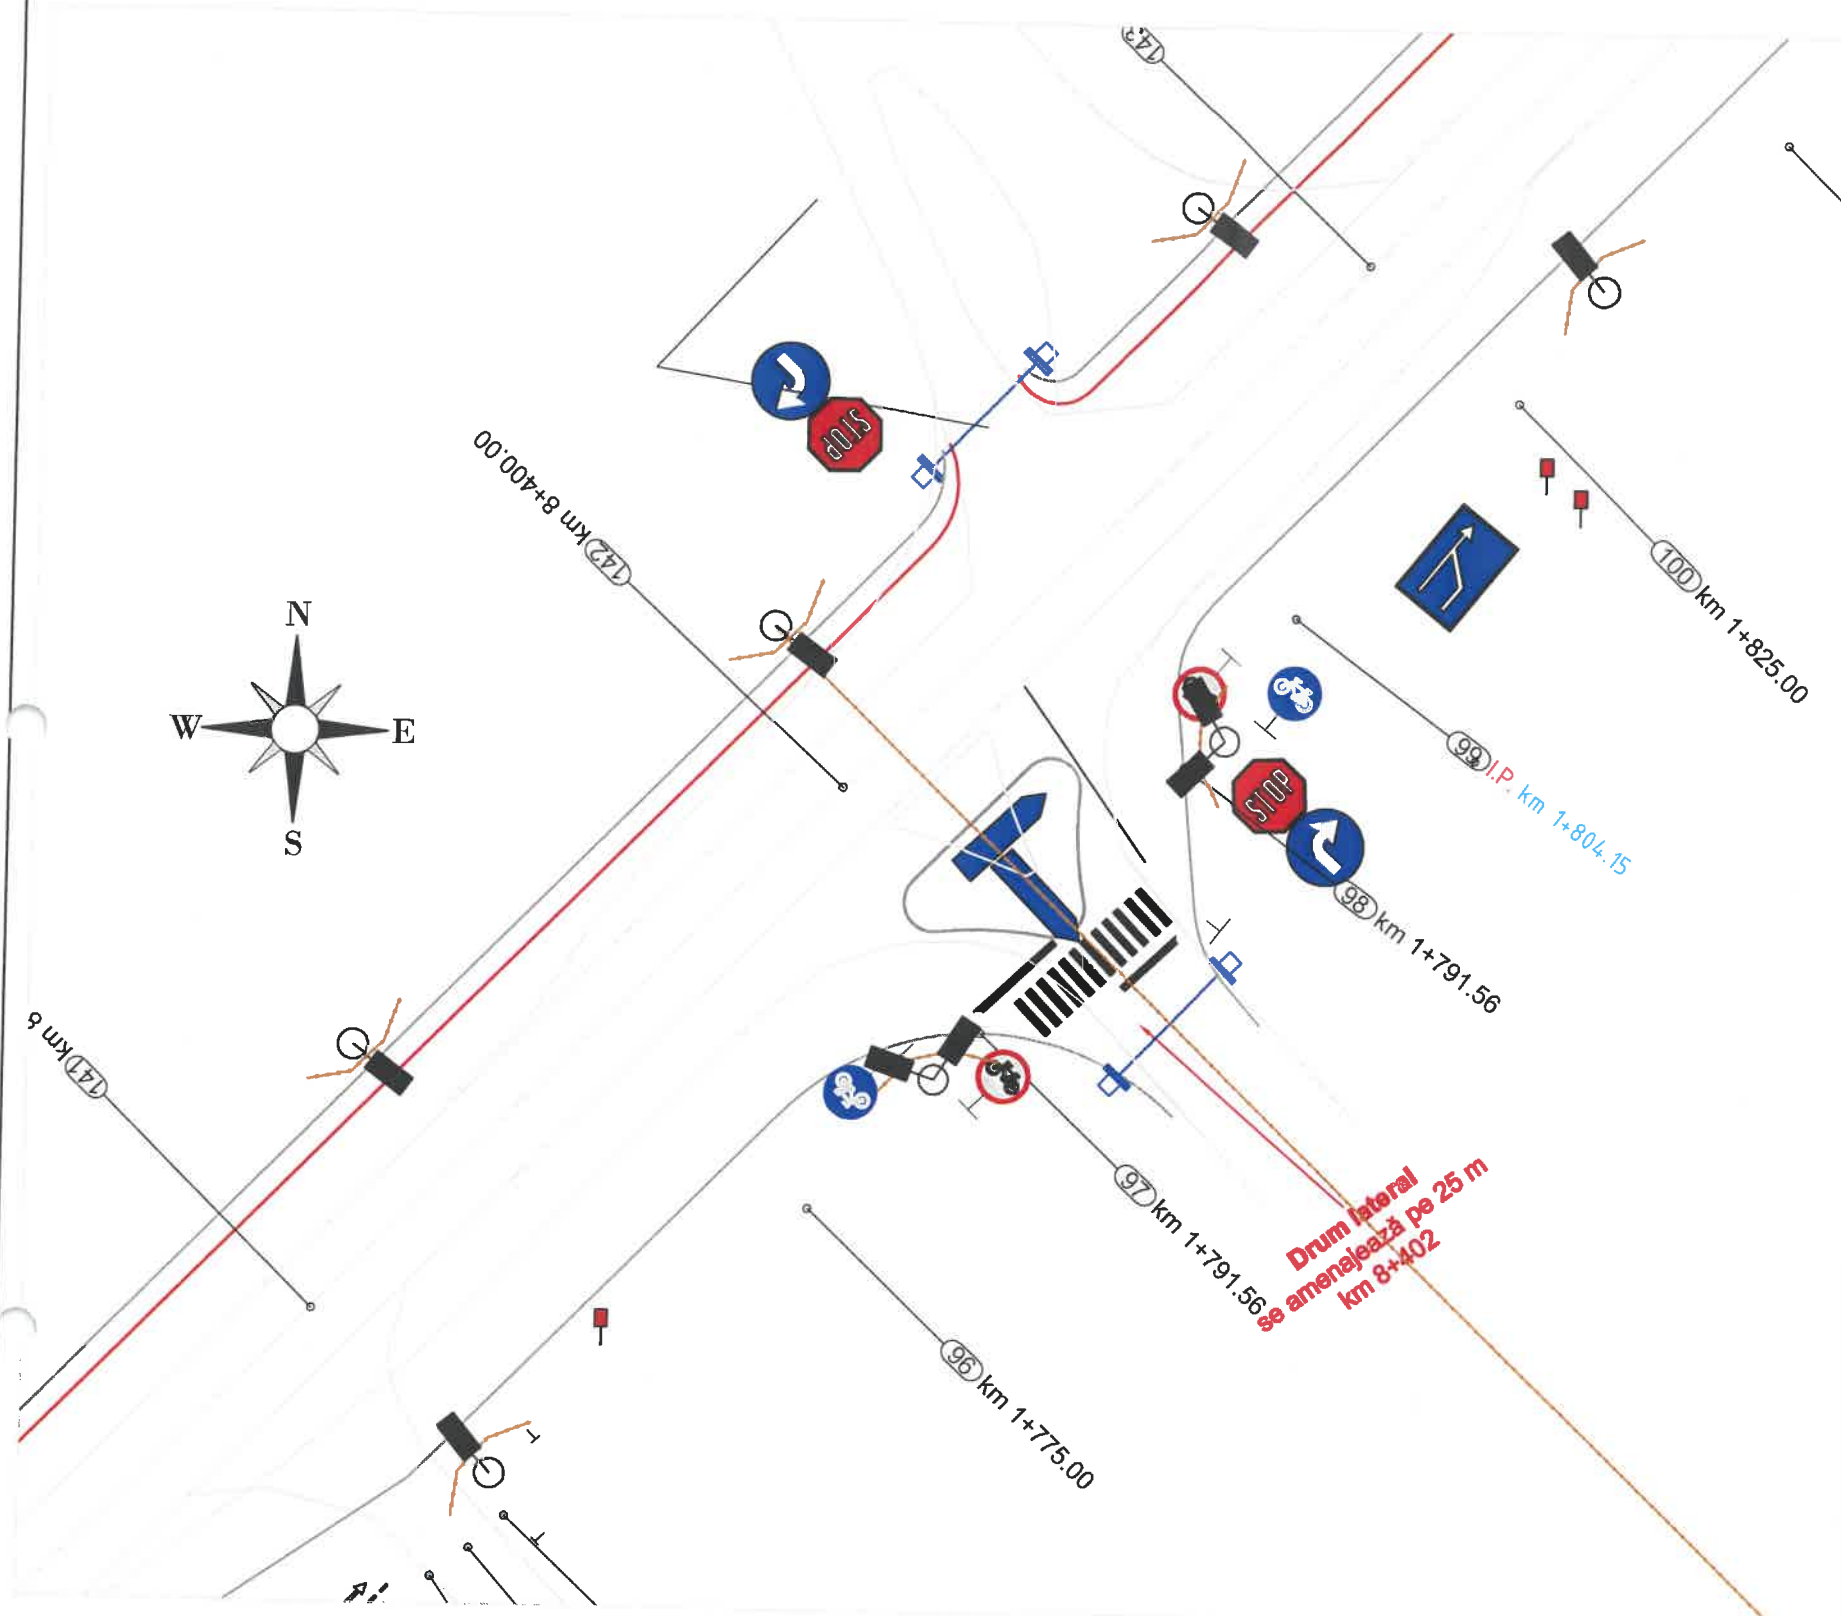 143
STOP
142 km 8+400.00
N
W E
S
141 km 8
100 km 1+825.00
99 I.P. km 1+804.15
STOP
98 km 1+791.56
97 km 1+791.56
96 km 1+775.00
Drum lateral
se amenajează pe 25 m
km 8+402